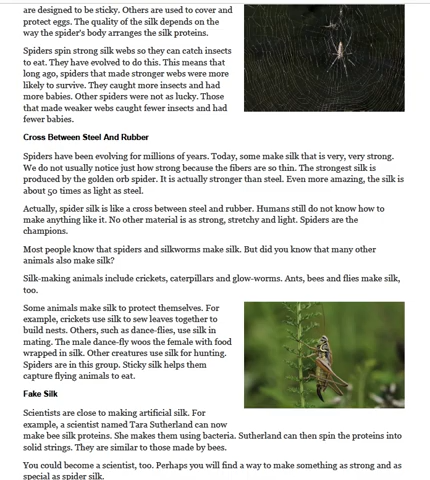 are designed to be sticky. Others are used to cover and
protect eggs. The quality of the silk depends on the
way the spider's body arranges the silk proteins.
Spiders spin strong silk webs so they can catch insects
to eat. They have evolved to do this. This means that
long ago, spiders that made stronger webs were more
likely to survive. They caught more insects and had
more babies. Other spiders were not as lucky. Those
that made weaker webs caught fewer insects and had
fewer babies.
Cross Between Steel And Rubber
Spiders have been evolving for millions of years. Today, some make silk that is very, very strong.
We do not usually notice just how strong because the fibers are so thin. The strongest silk is
produced by the golden orb spider. It is actually stronger than steel. Even more amazing, the silk is
about 50 times as light as steel.
Actually, spider silk is like a cross between steel and rubber. Humans still do not know how to
make anything like it. No other material is as strong, stretchy and light. Spiders are the
champions.
Most people know that spiders and silkworms make silk. But did you know that many other
animals also make silk?
Silk-making animals include crickets, caterpillars and glow-worms. Ants, bees and flies make silk,
too.
Some animals make silk to protect themselves. For
example, crickets use silk to sew leaves together to
build nests. Others, such as dance-flies, use silk in
mating. The male dance-fly woos the female with food
wrapped in silk. Other creatures use silk for hunting.
Spiders are in this group. Sticky silk helps them
capture flying animals to eat.
Fake Silk
Scientists are close to making artificial silk. For
example, a scientist named Tara Sutherland can now
make bee silk proteins. She makes them using bacteria. Sutherland can then spin the proteins into
solid strings. They are similar to those made by bees.
You could become a scientist, too. Perhaps you will find a way to make something as strong and as
special as spider silk.